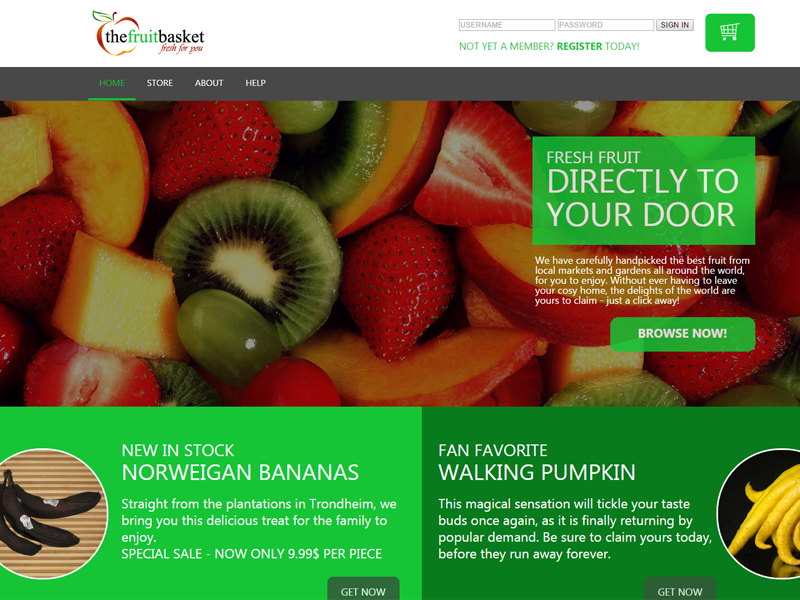 thefruitbasket
fresh for you
USERNAME PASSWORD SIGN IN
NOT YET A MEMBER? REGISTER TODAY!
HOME STORE ABOUT HELP
FRESH FRUIT
DIRECTLY TO
YOUR DOOR
We have carefully handpicked the best fruit from
local markets and gardens all around the world,
for you to enjoy. Without ever having to leave
your cosy home, the delights of the world are
yours to claim - just a click away!
BROWSE NOW!
NEW IN STOCK
NORWEIGAN BANANAS
Straight from the plantations in Trondheim, we
bring you this delicious treat for the family to
enjoy.
SPECIAL SALE - NOW ONLY 9.99$ PER PIECE
GET NOW
FAN FAVORITE
WALKING PUMPKIN
This magical sensation will tickle your taste
buds once again, as it is finally returning by
popular demand. Be sure to claim yours today,
before they run away forever.
GET NOW